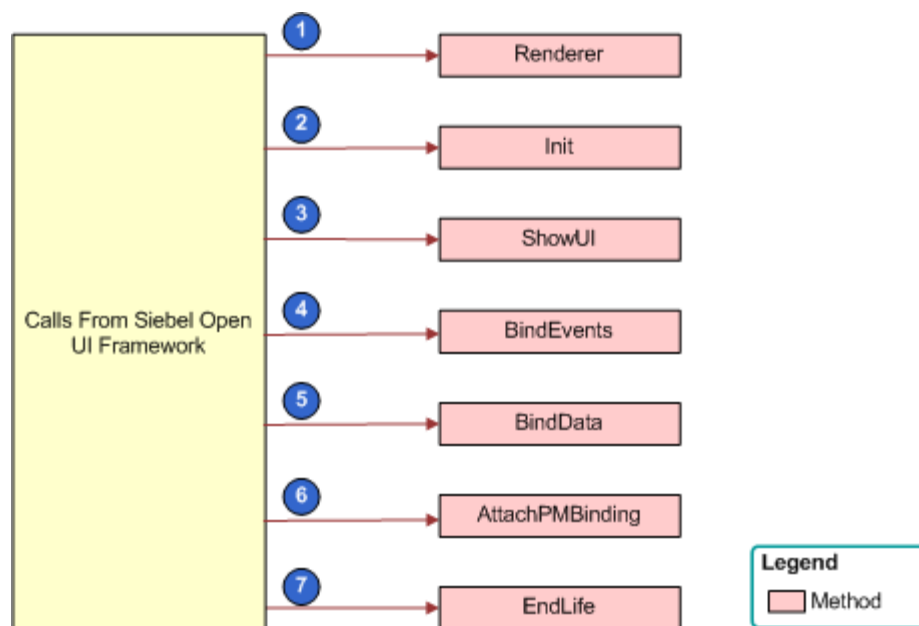 1
Renderer
2
Init
3
ShowUI
Calls From Siebel Open
UI Framework
4
BindEvents
5
BindData
6
AttachPMBinding
7
EndLife
Legend
Method